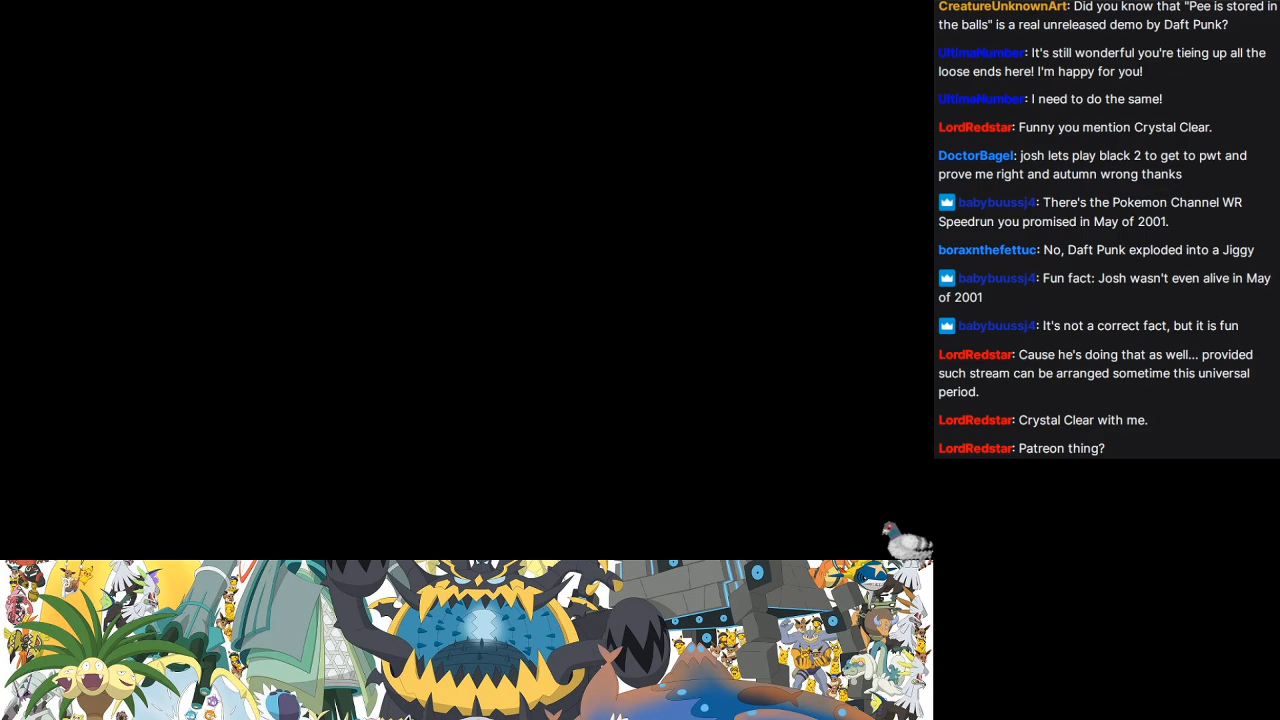 CreatureUnknownArt: Did you know that "Pee is stored in
the balls" is a real unreleased demo by Daft Punk?
UltimaNumber: It's still wonderful you're tieing up all the
loose ends here! I'm happy for you!
UltimaNumber: I need to do the same!
LordRedstar: Funny you mention Crystal Clear.
DoctorBagel: josh lets play black 2 to get to pwt and
prove me right and autumn wrong thanks
babybuussj4: There's the Pokemon Channel WR
Speedrun you promised in May of 2001.
boraxnthefettuc: No, Daft Punk exploded into a Jiggy
babybuussj4: Fun fact: Josh wasn't even alive in May
of 2001
babybuussj4: It's not a correct fact, but it is fun
LordRedstar: Cause he's doing that as well... provided
such stream can be arranged sometime this universal
period.
LordRedstar: Crystal Clear with me.
LordRedstar: Patreon thing?